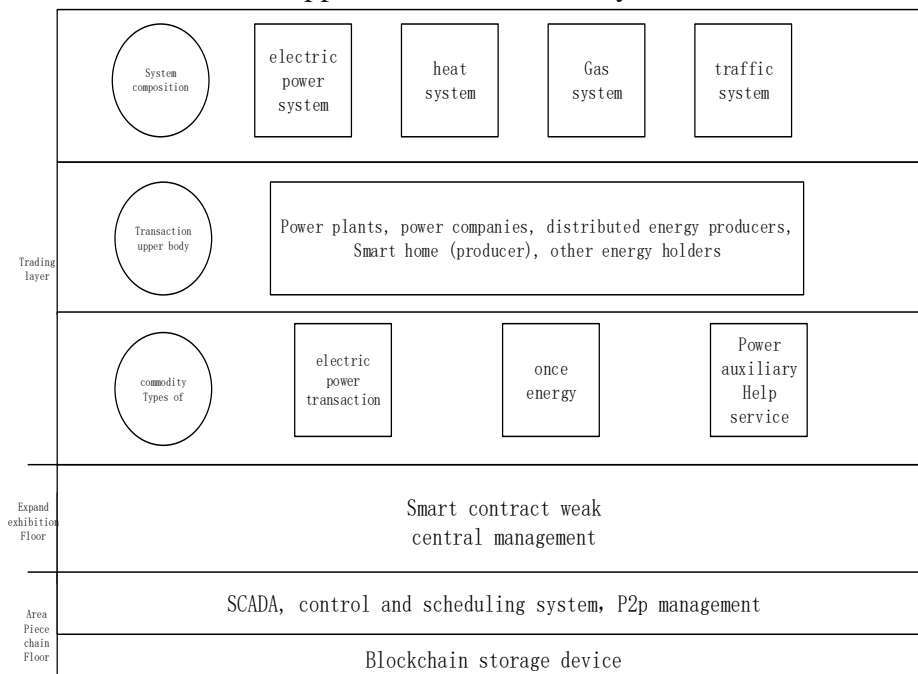 System
composition
electric
power
system
heat
system
Gas
system
traffic
system
Trading
layer
Transaction
upper body
Power plants, power companies, distributed energy producers,
Smart home (producer), other energy holders
commodity
Types of
electric
power
transaction
once
energy
Power
auxiliary
Help
service
Expand
exhibition
Floor
Smart contract weak
central management
Area
Piece
chain
Floor
SCADA, control and scheduling system, P2p management
Blockchain storage device